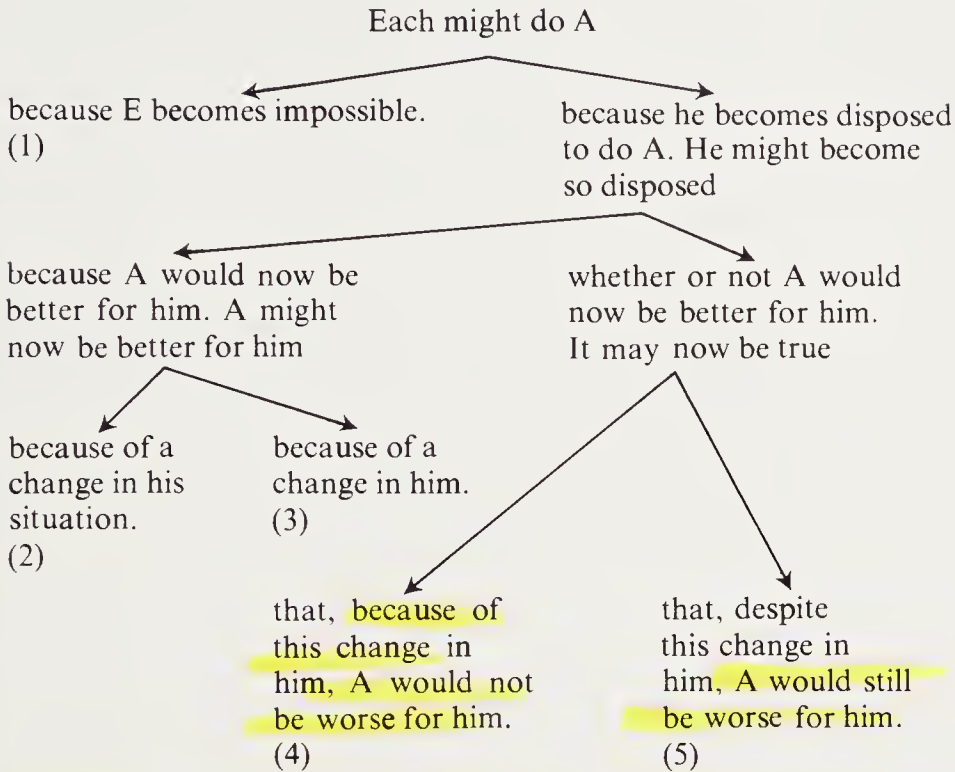 Each might do A
because E becomes impossible.
(1)
because he becomes disposed
to do A. He might become
so disposed
because A would now be
better for him. A might
now be better for him
whether or not A would
now be better for him.
It may now be true
because of a
change in his
situation.
(2)
because of a
change in him.
(3)
that, because of
this change in
him, A would not
be worse for him.
(4)
that, despite
this change in
him, A would still
be worse for him.
(5)